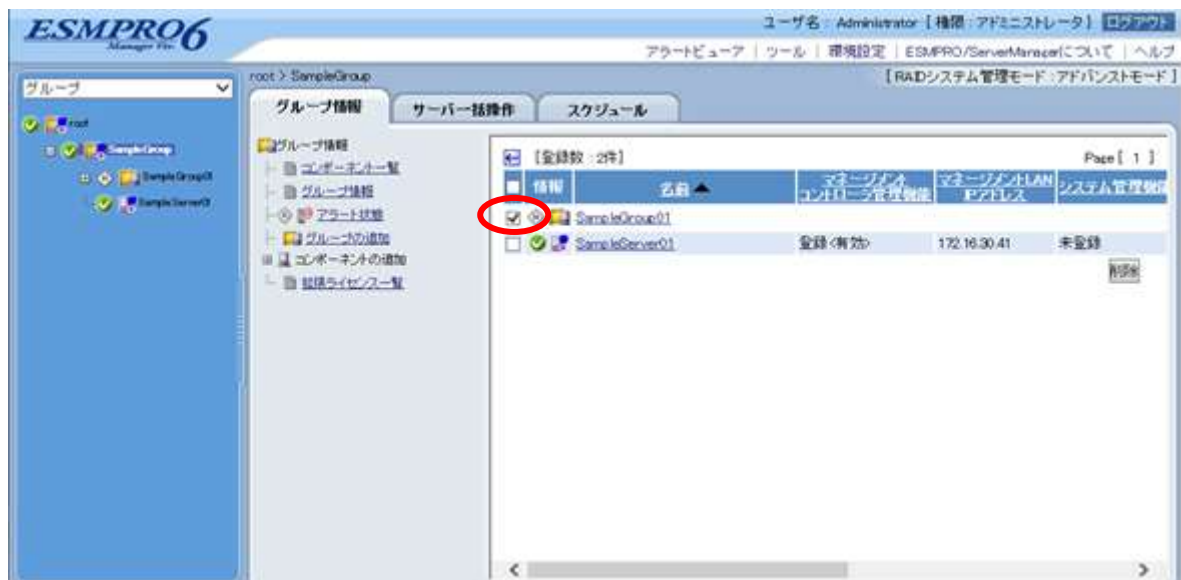 ESMPRO6
Manager Ver.
ユーザ名 : Administrator 【 権限 : アドミニストレータ 】 ログアウト
アラートビューア | ツール | 環境設定 | ESMPRO/ServerManagerについて | ヘルプ
グループ
root
SampleGroup
SampleGroup01
SampleServer01
root > SampleGroup
[ RAIDシステム管理モード : アドバンストモード ]
グループ情報 サーバ一括操作 スケジュール
グループ情報
コンポーネント一覧
グループ情報
アラート状態
グループの追加
コンポーネントの追加
拡張ライセンス一覧
[登録数 : 2件] Page [ 1 ]
情報 名前▲ マネージメントコントローラ管理機能 マネージメントLAN IPアドレス システム管理機能
SampleGroup01
SampleServer01 登録<有効> 172.16.30.41 未登録
削除